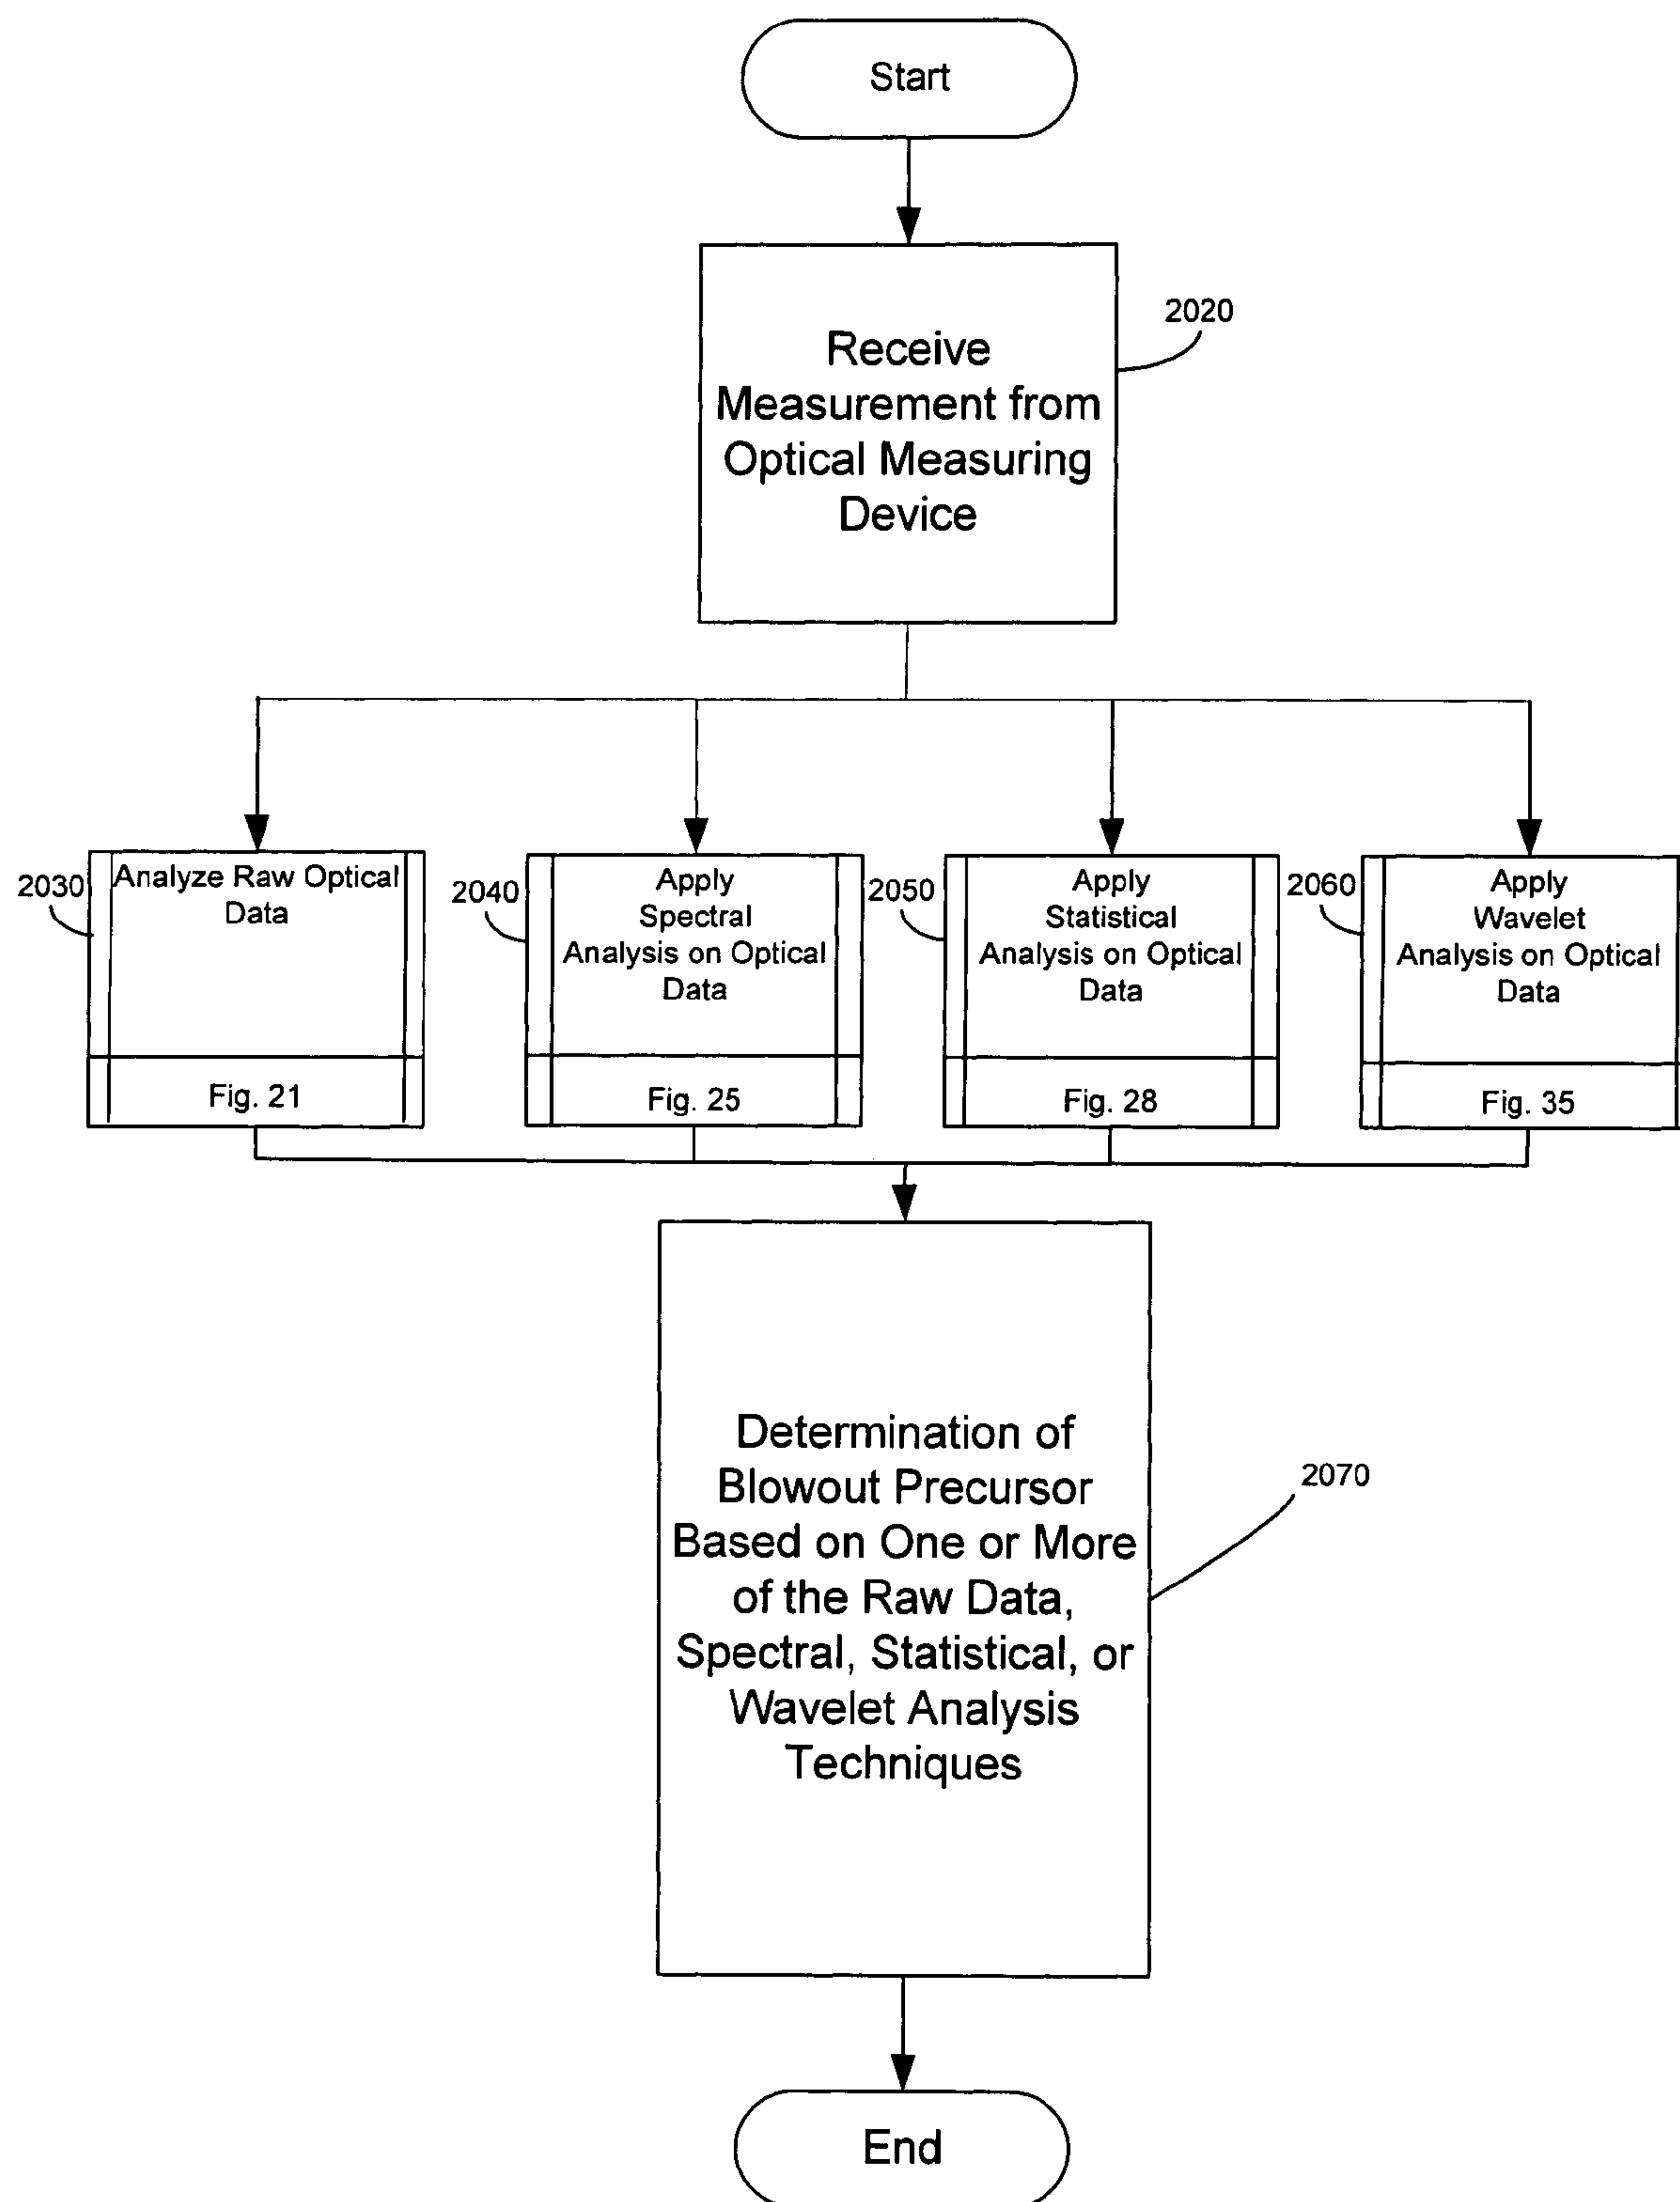 Start
2020
Receive
Measurement from
Optical Measuring
Device
2030
Analyze Raw Optical
Data
Fig. 21
2040
Apply
Spectral
Analysis on Optical
Data
Fig. 25
2050
Apply
Statistical
Analysis on Optical
Data
Fig. 28
2060
Apply
Wavelet
Analysis on Optical
Data
Fig. 35
Determination of
Blowout Precursor
Based on One or More
of the Raw Data,
Spectral, Statistical, or
Wavelet Analysis
Techniques
2070
End